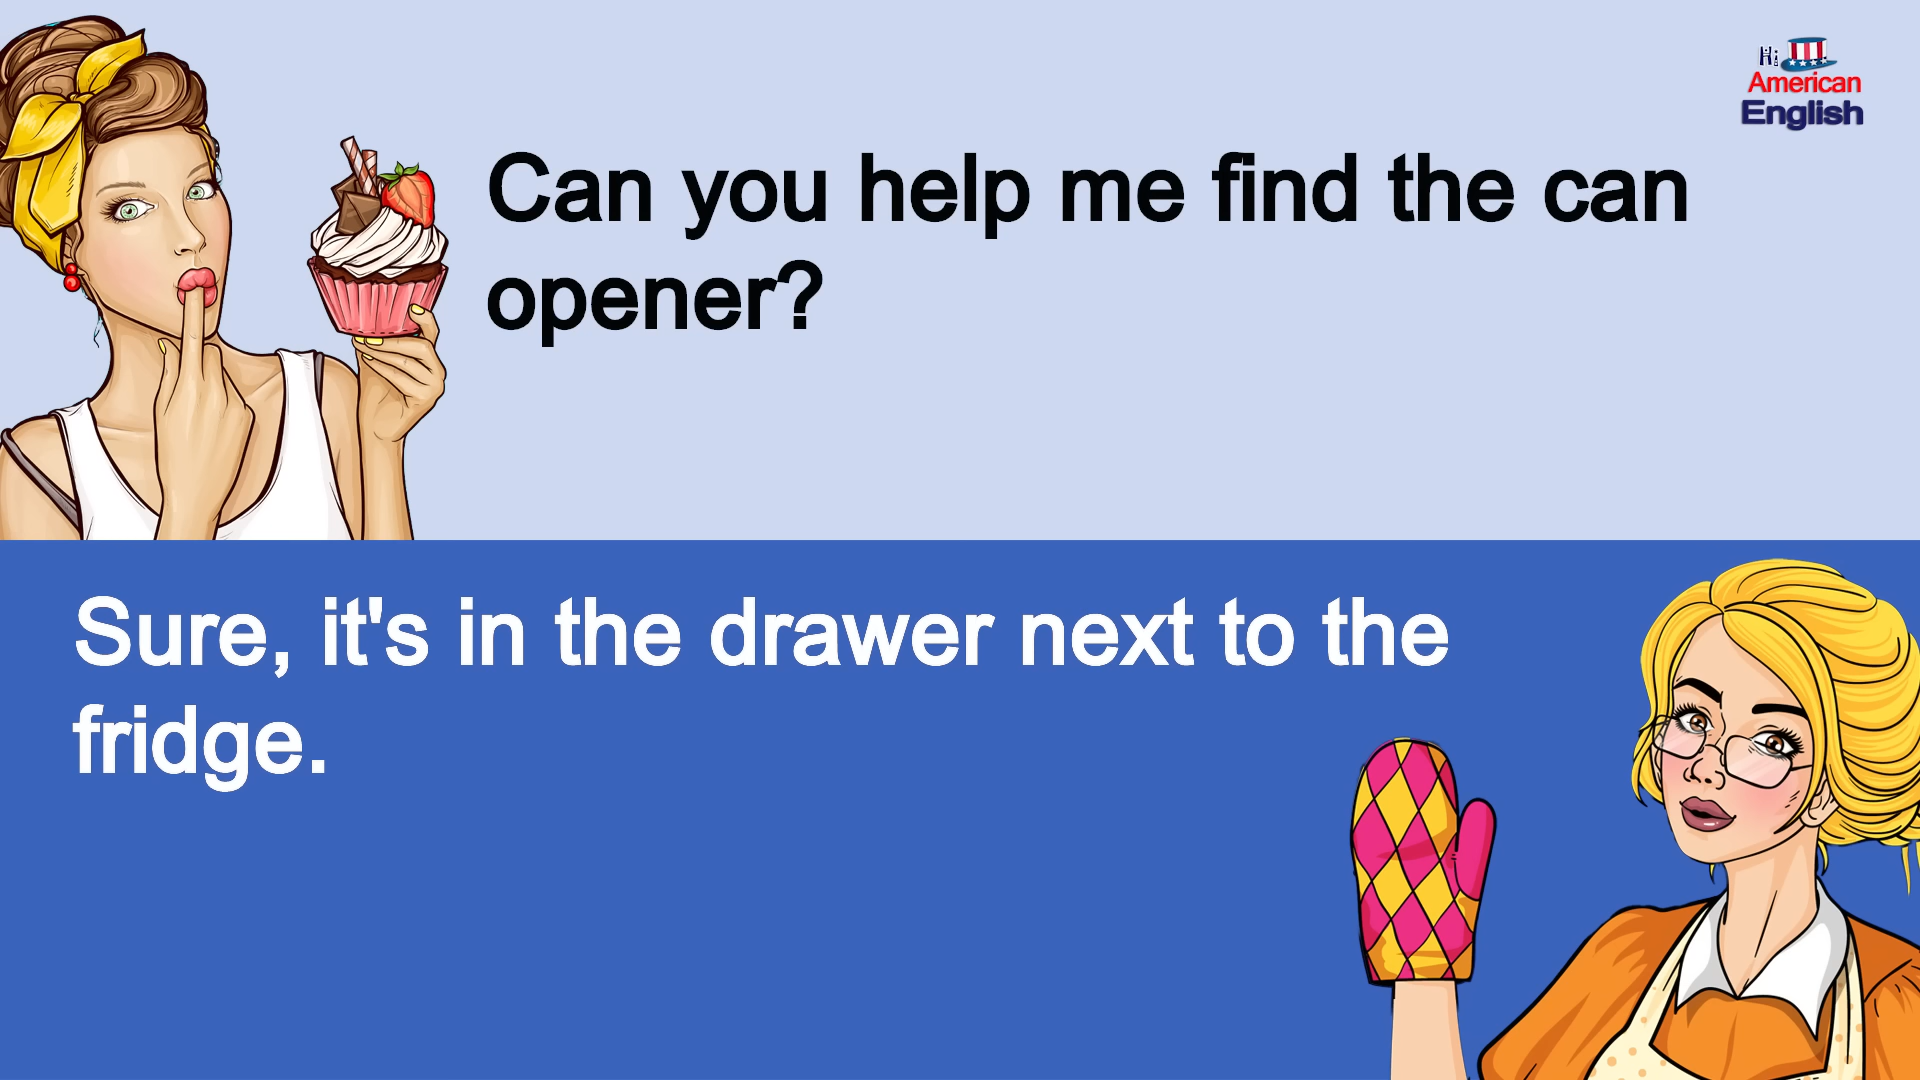 Hi
American
English
Can you help me find the can
opener?
Sure, it's in the drawer next to the
fridge.